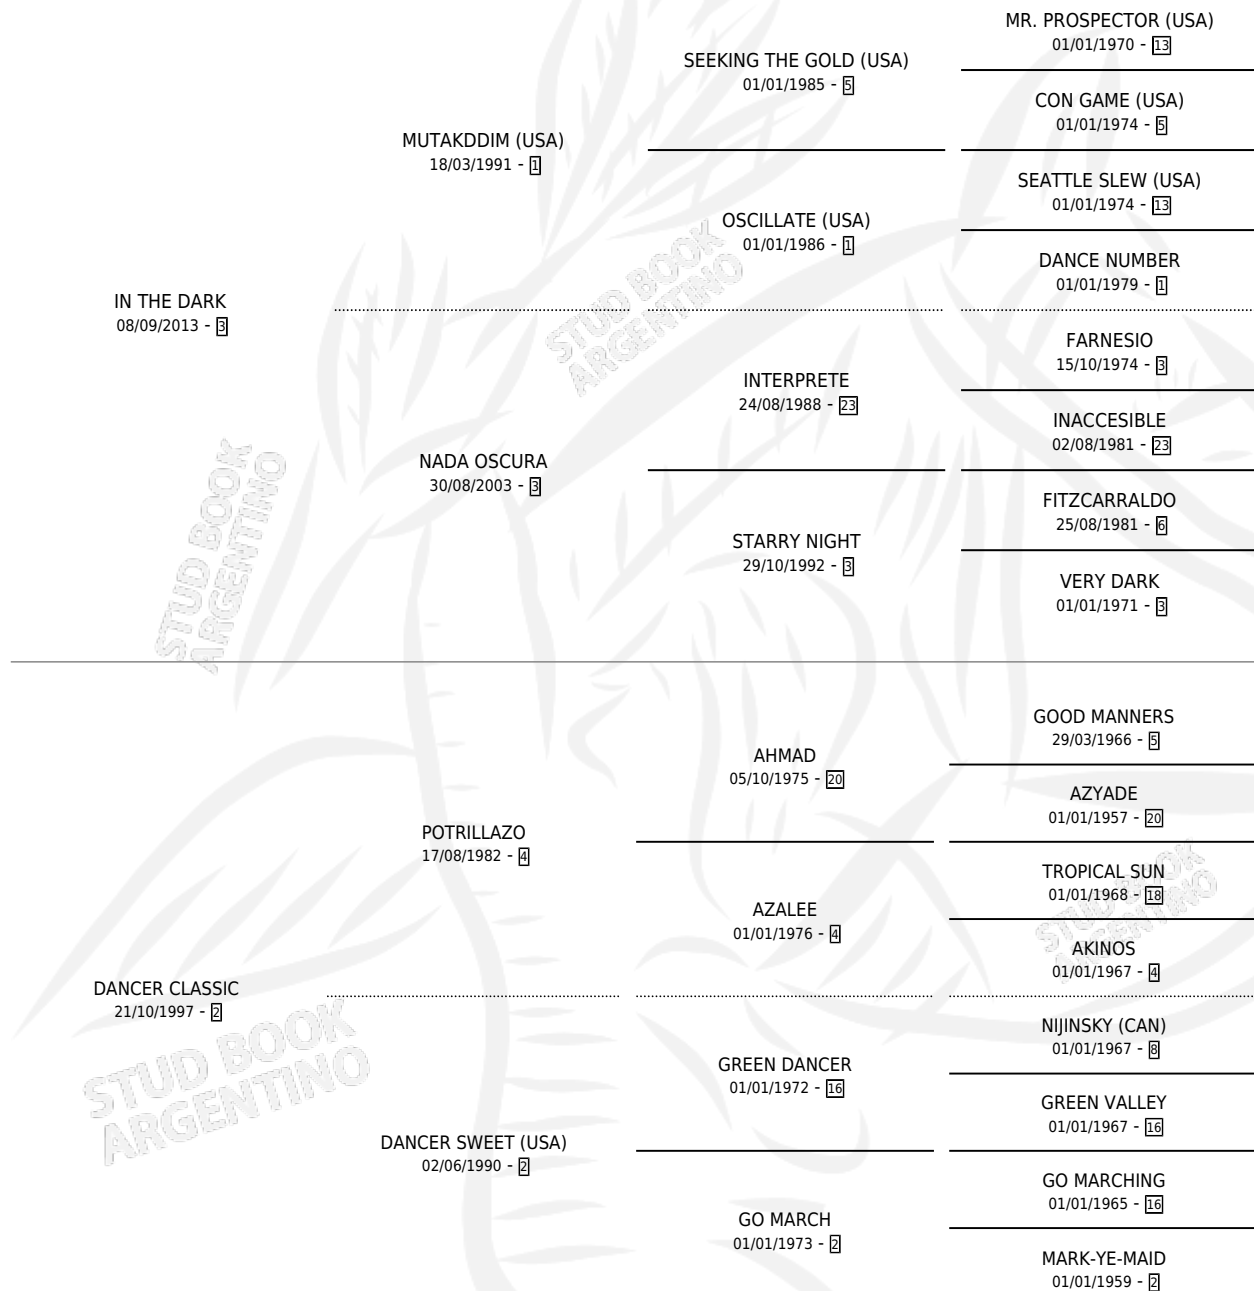 MR. PROSPECTOR (USA)
01/01/1970 - 13
SEEKING THE GOLD (USA)
01/01/1985 - 5
CON GAME (USA)
01/01/1974 - 5
MUTAKDDIM (USA)
18/03/1991 - 1
SEATTLE SLEW (USA)
01/01/1974 - 13
OSCILLATE (USA)
01/01/1986 - 1
DANCE NUMBER
01/01/1979 - 1
IN THE DARK
08/09/2013 - 3
FARNESIO
15/10/1974 - 3
INTERPRETE
24/08/1988 - 23
INACCESIBLE
02/08/1981 - 23
NADA OSCURA
30/08/2003 - 3
FITZCARRALDO
25/08/1981 - 6
STARRY NIGHT
29/10/1992 - 3
VERY DARK
01/01/1971 - 3
GOOD MANNERS
29/03/1966 - 5
AHMAD
05/10/1975 - 20
AZYADE
01/01/1957 - 20
POTRILLAZO
17/08/1982 - 4
TROPICAL SUN
01/01/1968 - 18
AZALEE
01/01/1976 - 4
AKINOS
01/01/1967 - 4
DANCER CLASSIC
21/10/1997 - 2
NIJINSKY (CAN)
01/01/1967 - 8
GREEN DANCER
01/01/1972 - 16
GREEN VALLEY
01/01/1967 - 16
DANCER SWEET (USA)
02/06/1990 - 2
GO MARCHING
01/01/1965 - 16
GO MARCH
01/01/1973 - 2
MARK-YE-MAID
01/01/1959 - 2
STUD BOOK
ARGENTINO
STUD BOOK
ARGENTINO
STUD BOOK
ARGENTINO
STUD BOOK
ARGENTINO